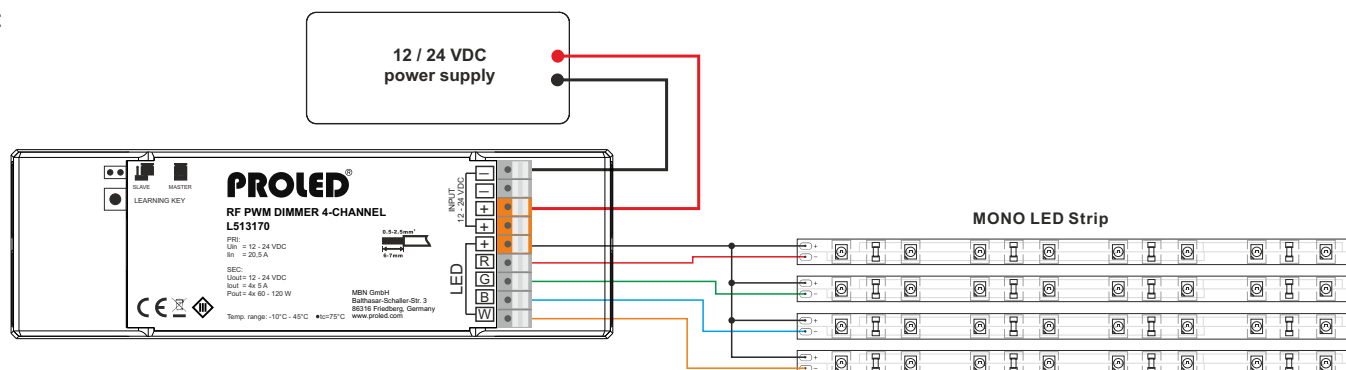 :
12 / 24 VDC
power supply
SLAVE
MASTER
LEARNING KEY
PROLED®
RF PWM DIMMER 4-CHANNEL
L513170
PRI:
Uin = 12 - 24 VDC
Iin = 20,5 A
SEC:
Uout = 12 - 24 VDC
Iout = 4x 5 A
Pout = 4x 60 - 120 W
Temp. range: -10°C - 45°C ●tc=75°C
0.5-2.5mm²
6-7mm
MBN GmbH
Balthasar-Schaller-Str. 3
86316 Friedberg, Germany
www.proled.com
CE
III
INPUT
12 - 24 VDC
−
−
+
+
LED
+
R
G
B
W
MONO LED Strip
+
−
+
−
+
−
+